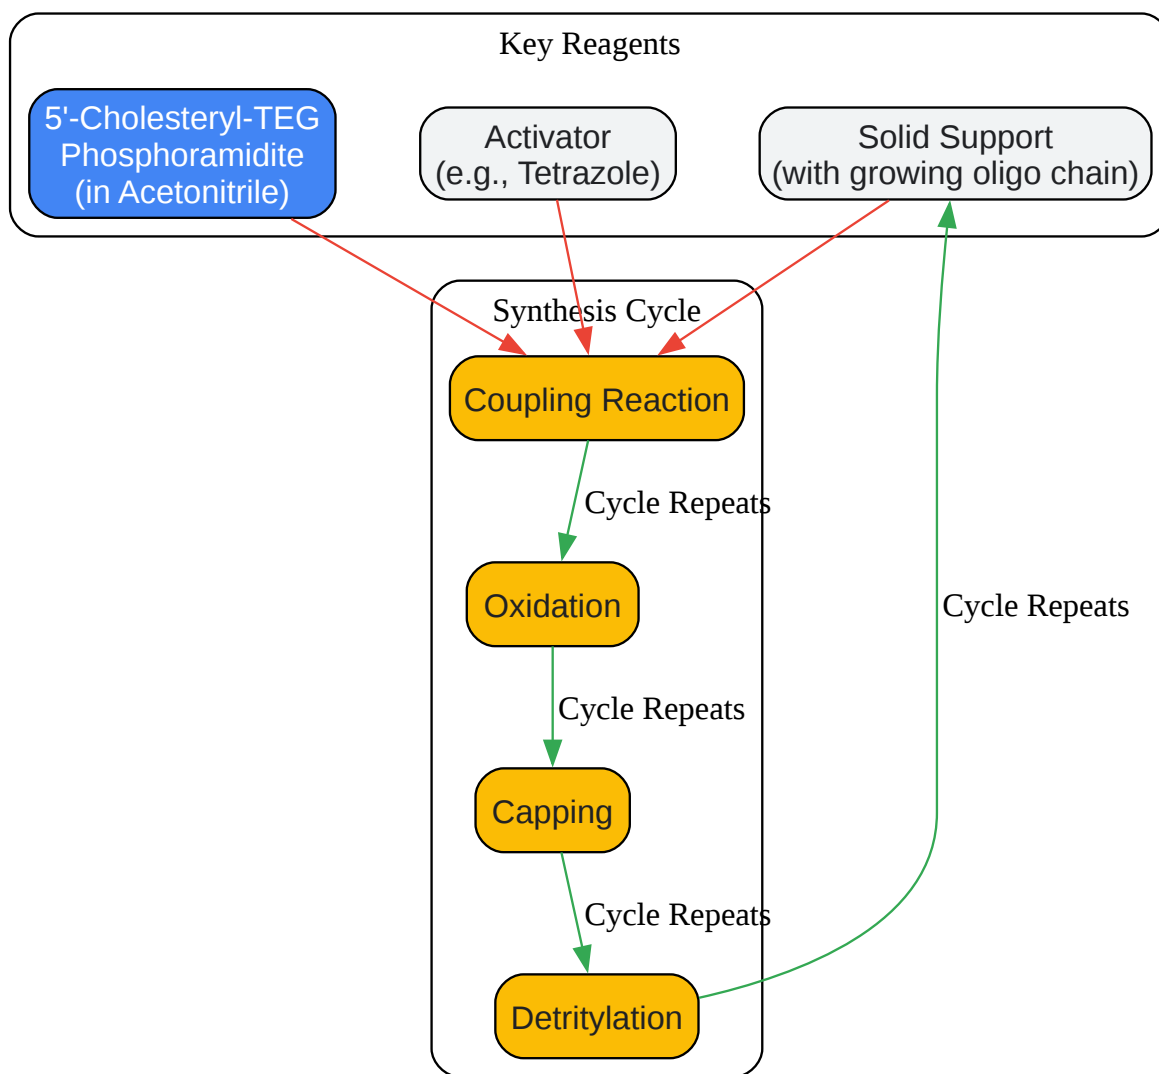 Key Reagents
5'-Cholesteryl-TEG
Phosphoramidite
(in Acetonitrile)
Activator
(e.g., Tetrazole)
Solid Support
(with growing oligo chain)
Synthesis Cycle
Coupling Reaction
Cycle Repeats
Oxidation
Cycle Repeats
Cycle Repeats
Capping
Cycle Repeats
Detritylation